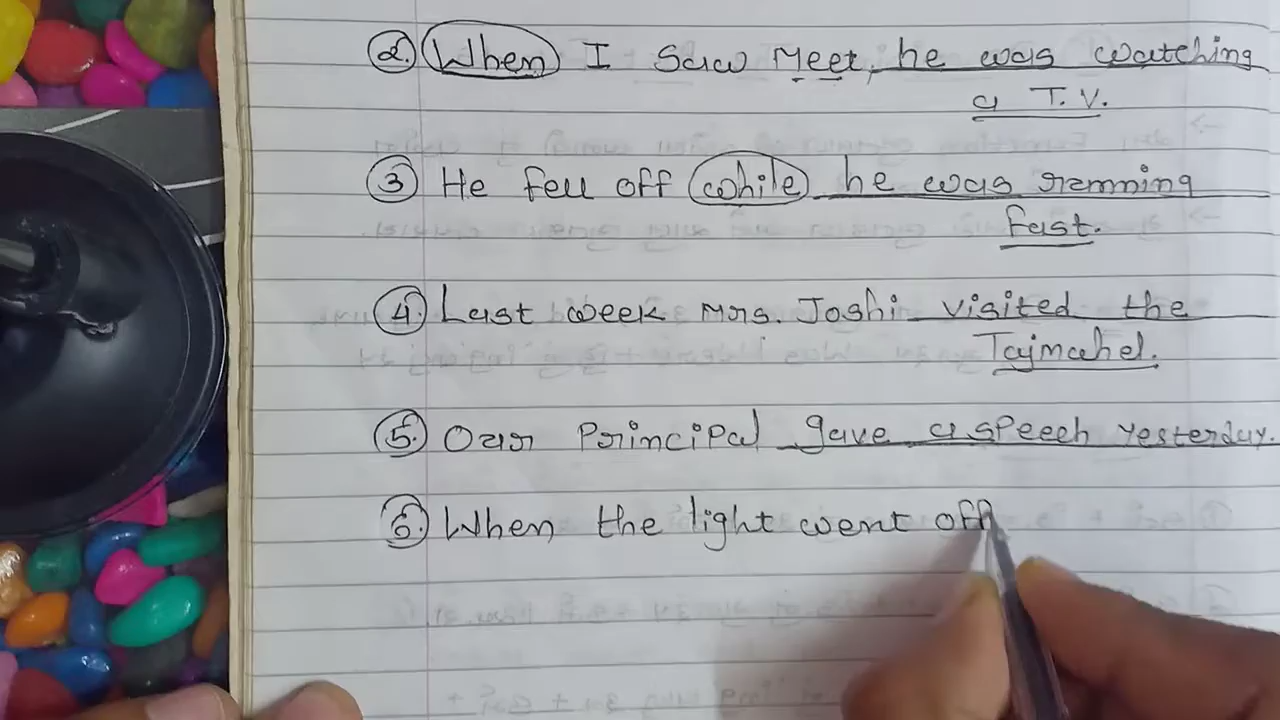 2. When I saw Meet, he was watching
a T.V.
3 He fell off while he was running
fast.
4. Last week Mrs. Joshi visited the
Tajmahel.
5. Our Principal gave a speech yesterday.
6. When the light went off